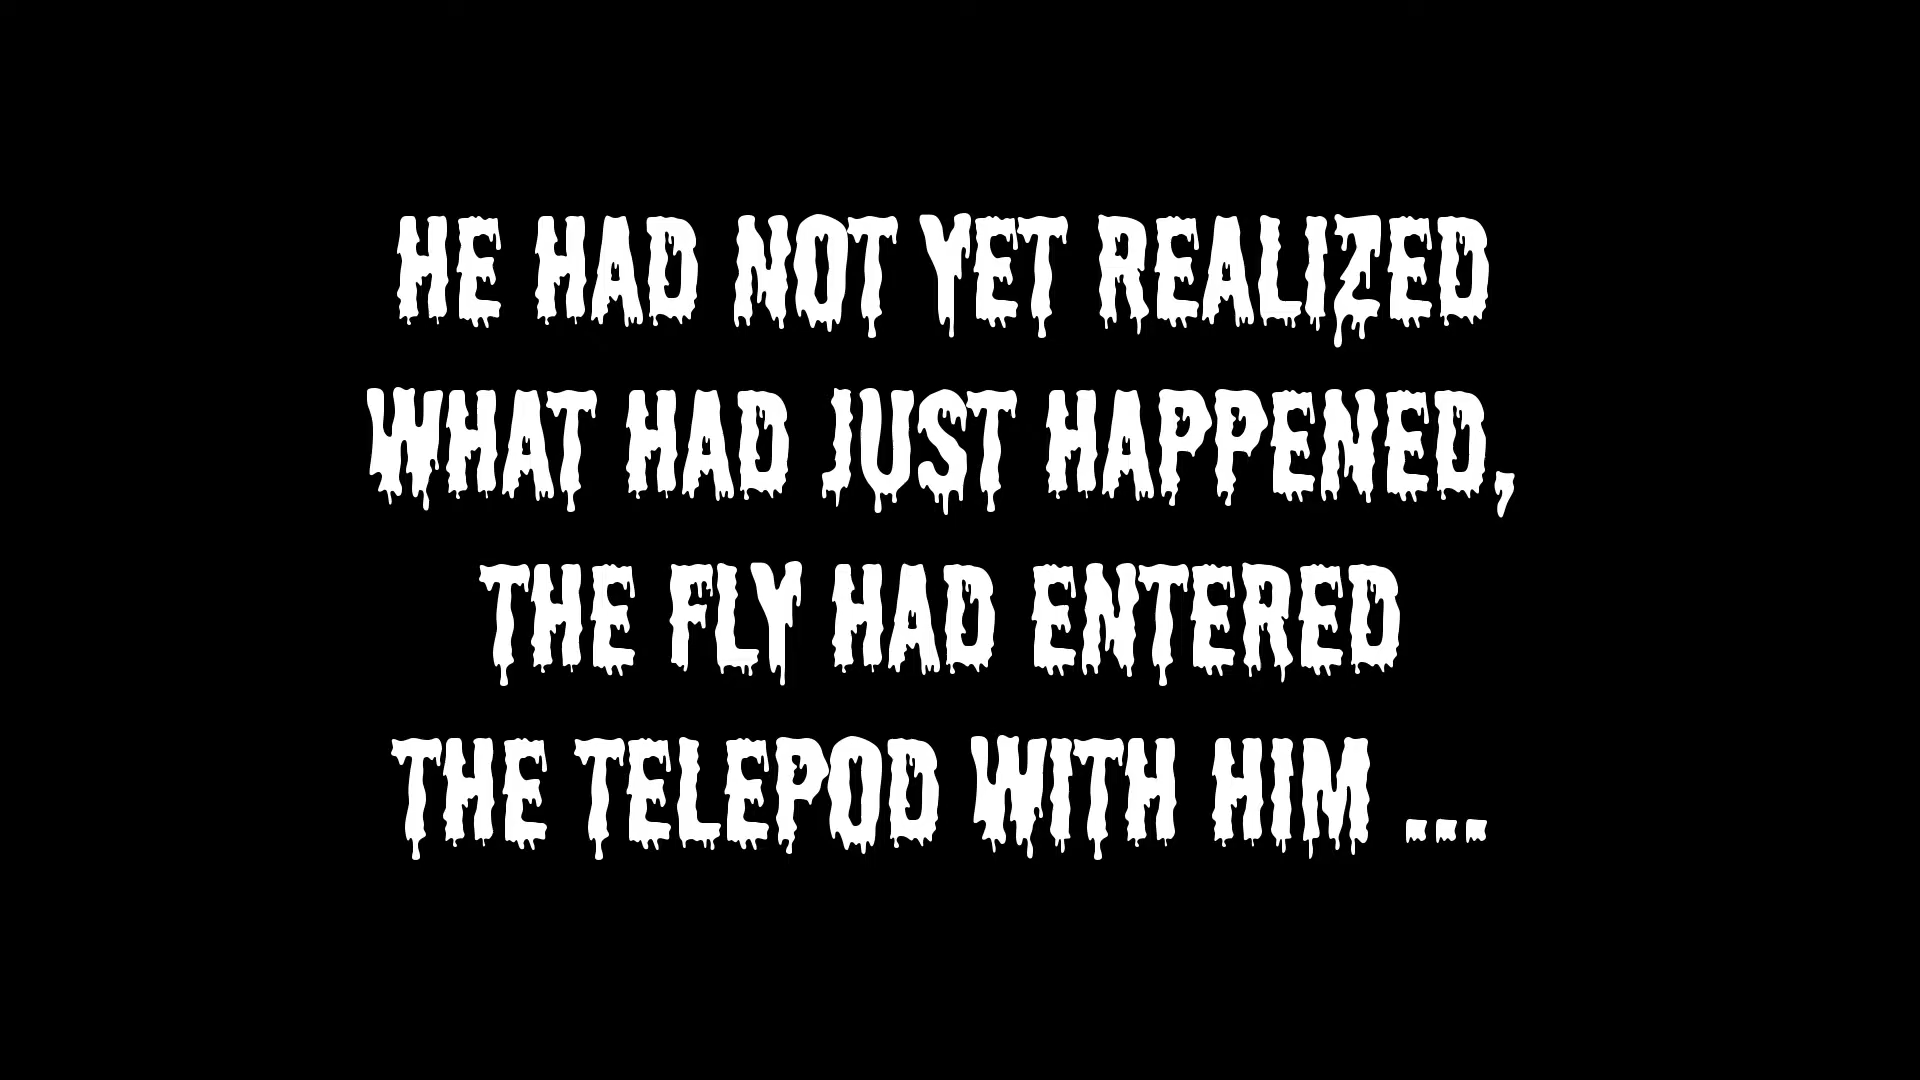 HE HAD NOT YET REALIZED
WHAT HAD JUST HAPPENED,
THE FLY HAD ENTERED
THE TELEPOD WITH HIM ...